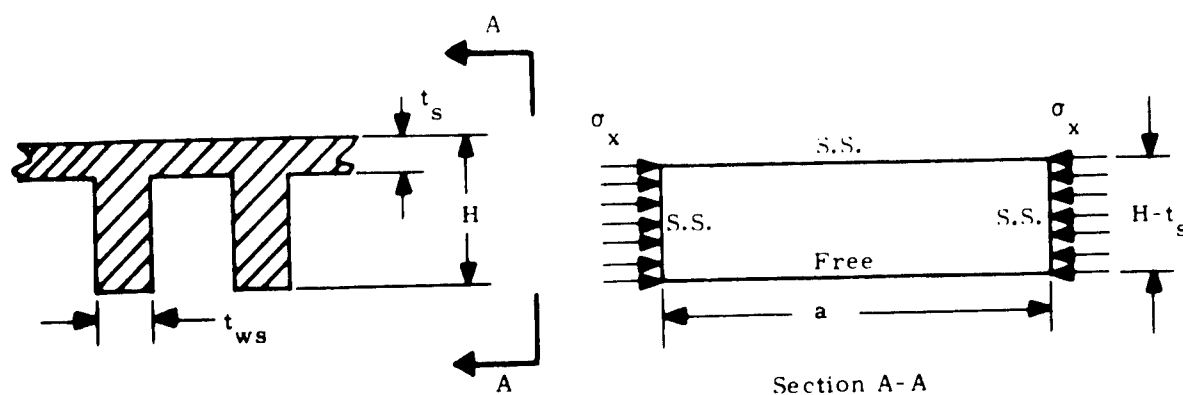 A
t_s
H
t_ws
A
σ_x
S.S.
σ_x
S.S.
S.S.
H-t_s
Free
a
Section A-A